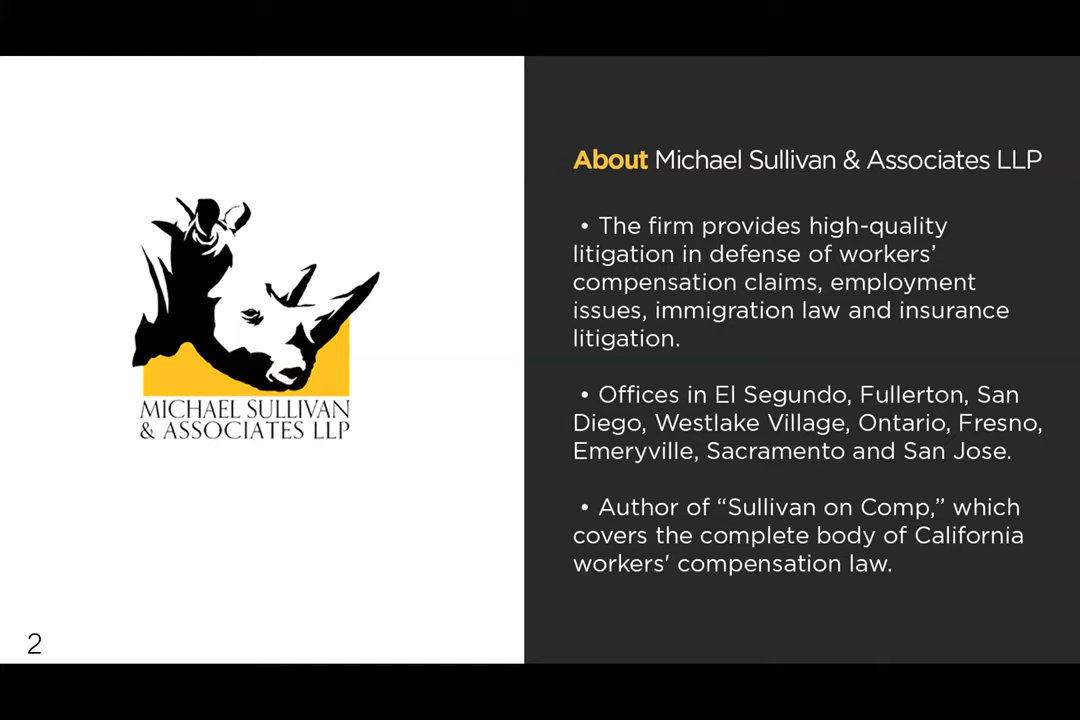 About Michael Sullivan & Associates LLP
• The firm provides high-quality
litigation in defense of workers’
compensation claims, employment
issues, immigration law and insurance
litigation.
• Offices in El Segundo, Fullerton, San
Diego, Westlake Village, Ontario, Fresno,
Emeryville, Sacramento and San Jose.
• Author of “Sullivan on Comp,” which
covers the complete body of California
workers' compensation law.
MICHAEL SULLIVAN
& ASSOCIATES LLP
2